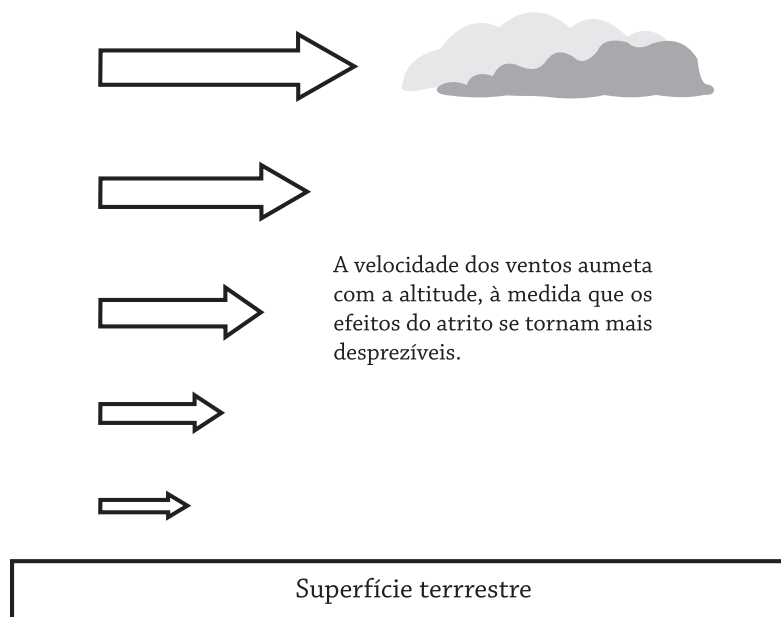 A velocidade dos ventos aumeta
com a altitude, à medida que os
efeitos do atrito se tornam mais
desprezíveis.
Superfície terrrestre